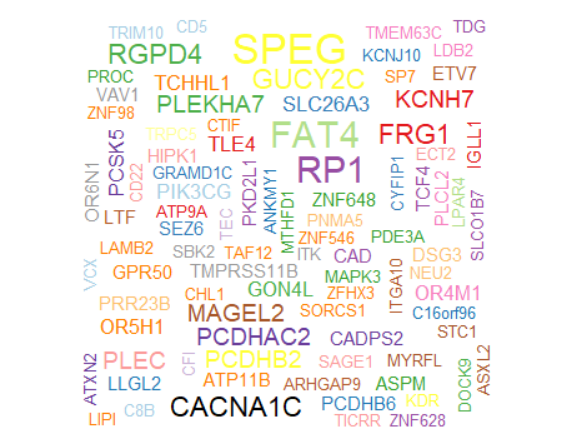 TRIM10 CD5 SPEG TMEM63C TDG
RGPD4 KCNJ10 LDB2
PROC TCHHL1 GUCY2C SP7 ETV7
VAV1 PLEKHA7 SLC26A3 KCNH7
ZNF98 CTIF
TRPC5 TLE4 FAT4 FRG1 IGLL1
PCSK5 HIPK1 ECT2
OR6N1 CD22 GRAMD1C PKD2L1 ANKMY1 RP1 CYFIP1 TCF4 PLCL2 LPAR4
PIK3CG ZNF648 SLCO1B7
LTF ATP9A TEC MTHFD1 PNMA5
SEZ6 ZNF546 PDE3A
LAMB2 SBK2 TAF12 ITK CAD DSG3
VCX GPR50 TMPRSS11B MAPK3 ITGA10 NEU2
PRR23B CHL1 GON4L ZFHX3 OR4M1
MAGEL2 SORCS1 C16orf96
OR5H1 PCDHAC2 CADPS2 STC1
ATXN2 PLEC CFI PCDHB2 SAGE1 MYRFL ASXL2
LLGL2 ATP11B ARHGAP9 ASPM DOCK9
LIPI C8B CACNA1C PCDHB6 KDR
TICRR ZNF628